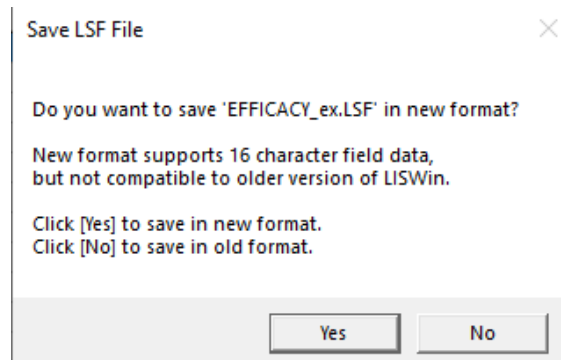 Save LSF File
Do you want to save 'EFFICACY_ex.LSF' in new format?
New format supports 16 character field data,
but not compatible to older version of LISWin.
Click [Yes] to save in new format.
Click [No] to save in old format.
Yes
No